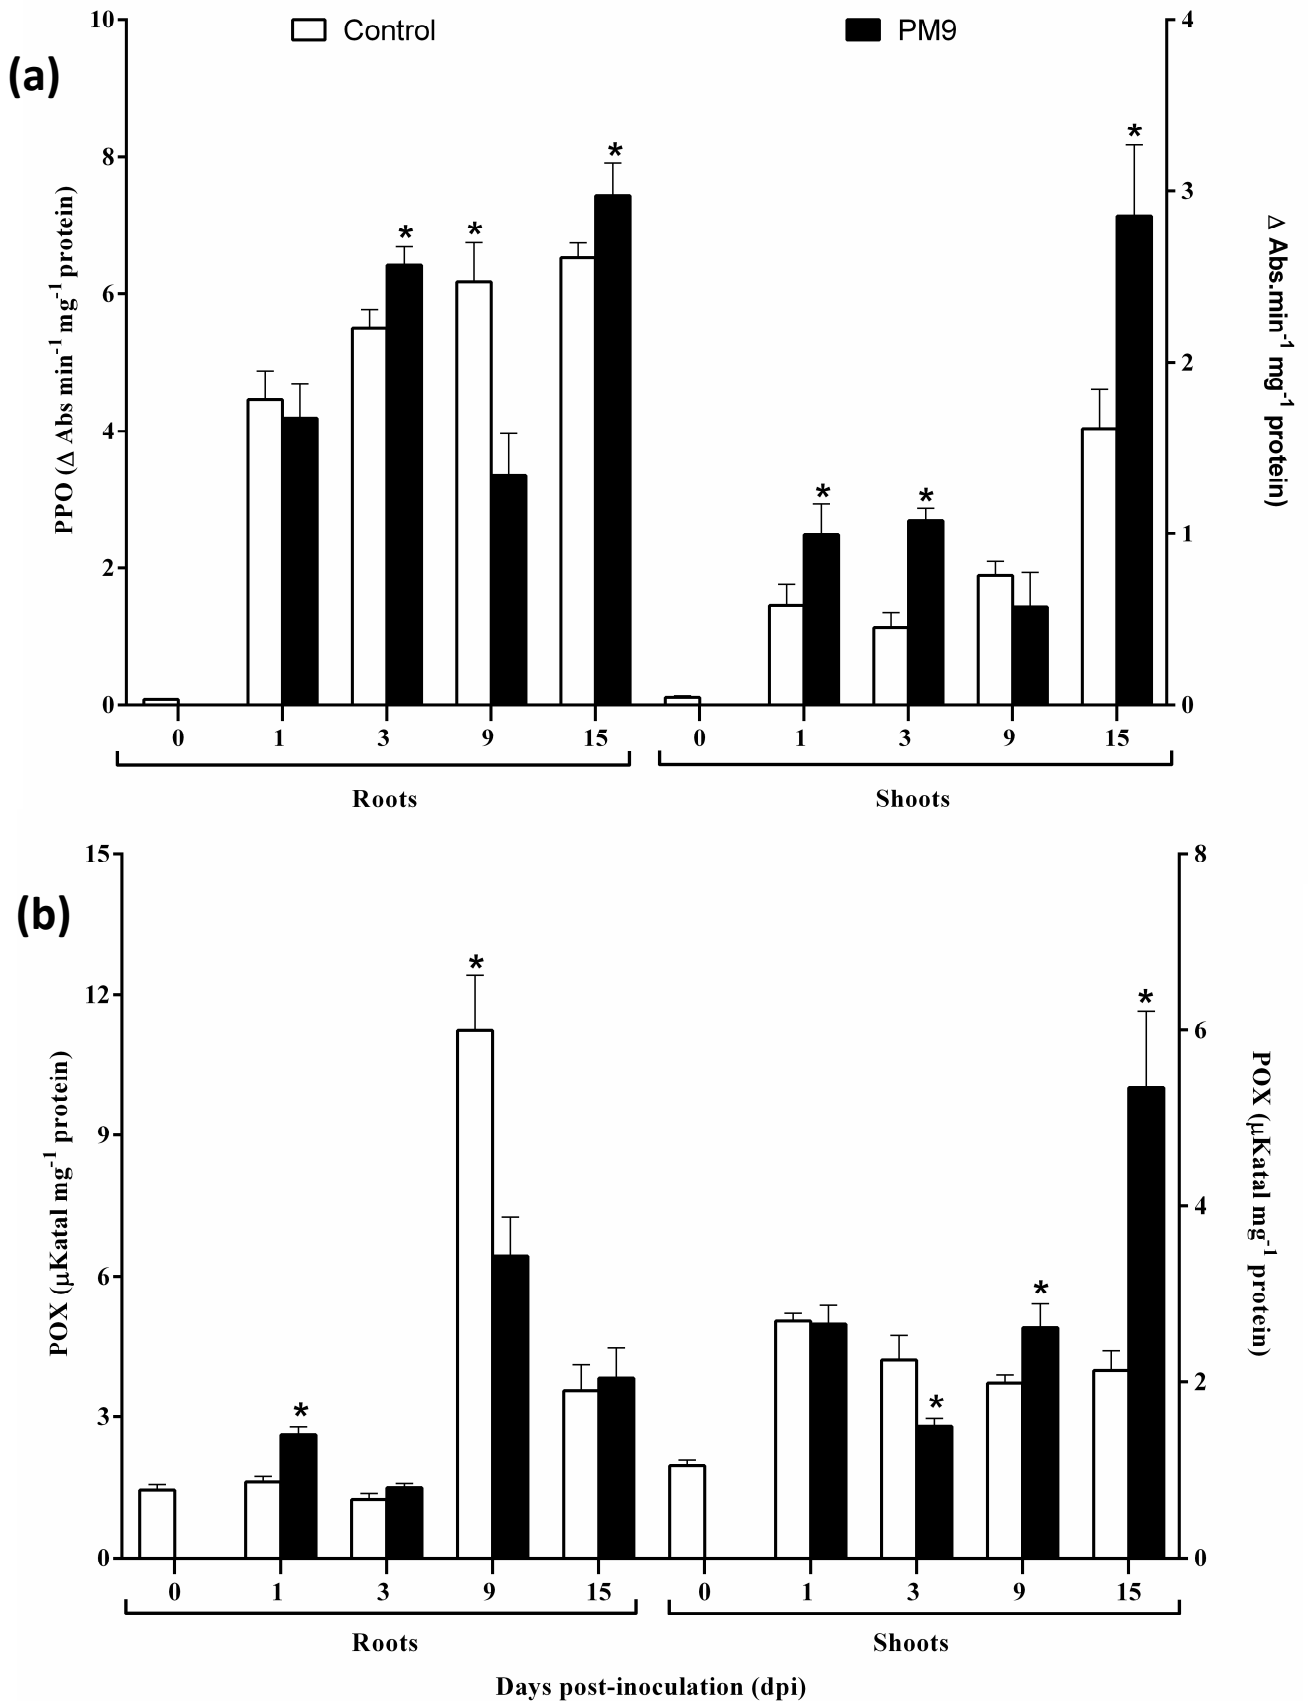 Control PM9
(a)
10
8
6
4
2
0
PPO (Δ Abs min⁻¹ mg⁻¹ protein)
4
3
2
1
0
Δ Abs.min⁻¹ mg⁻¹ protein)
* * * * * * *
0 1 3 9 15 0 1 3 9 15
Roots Shoots
(b)
15
12
9
6
3
0
POX (µKatal mg⁻¹ protein)
8
6
4
2
0
POX (µKatal mg⁻¹ protein)
* * * * *
0 1 3 9 15 0 1 3 9 15
Roots Shoots
Days post-inoculation (dpi)